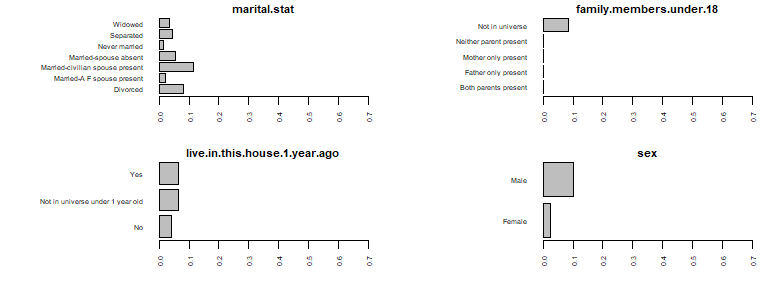 marital.stat
Widowed
Separated
Never married
Married-spouse absent
Married-civilian spouse present
Married-A F spouse present
Divorced
0.0 0.1 0.2 0.3 0.4 0.5 0.6 0.7
family.members.under.18
Not in universe
Neither parent present
Mother only present
Father only present
Both parents present
0.0 0.1 0.2 0.3 0.4 0.5 0.6 0.7
live.in.this.house.1.year.ago
Yes
Not in universe under 1 year old
No
0.0 0.1 0.2 0.3 0.4 0.5 0.6 0.7
sex
Male
Female
0.0 0.1 0.2 0.3 0.4 0.5 0.6 0.7